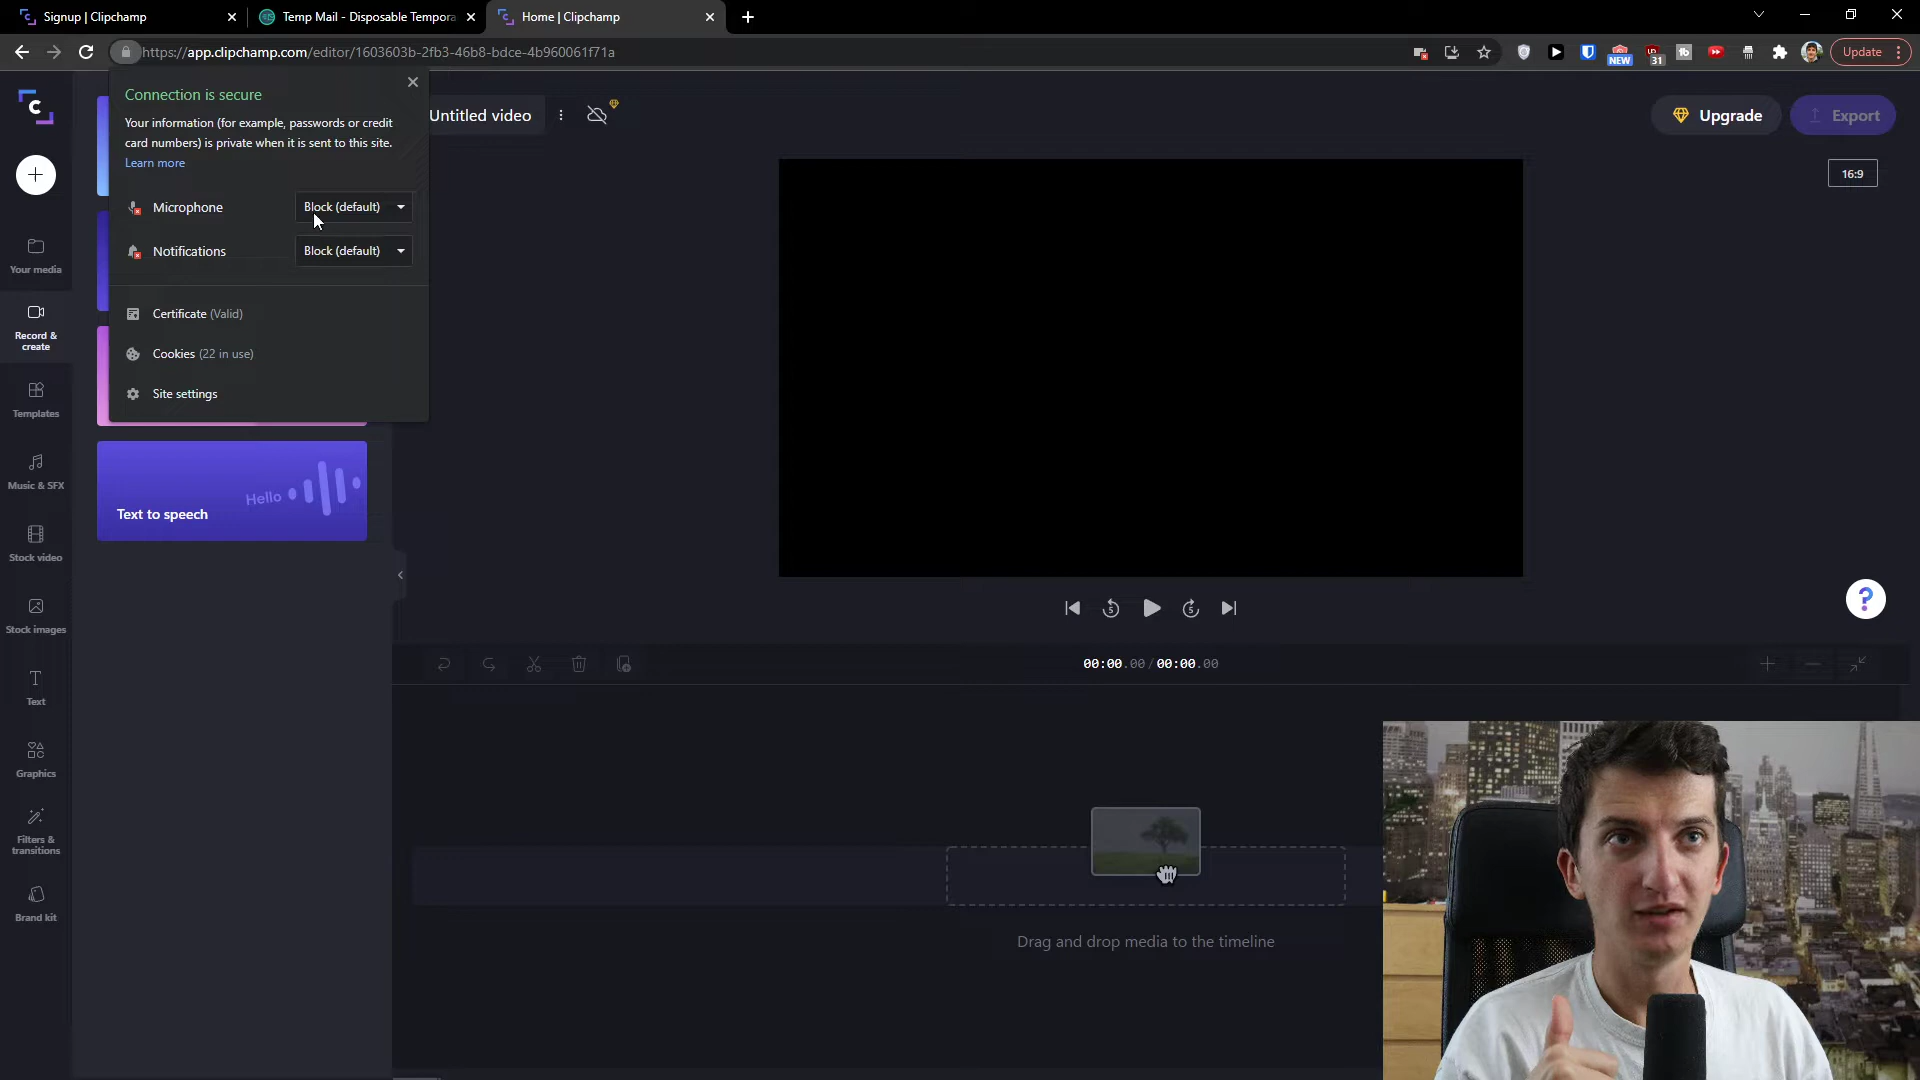 Signup | Clipchamp
Temp Mail - Disposable Tempora
Home | Clipchamp
https://app.clipchamp.com/editor/1603603b-2fb3-46b8-bdce-4b960061f71a
NEW
31
Update
Connection is secure
Your information (for example, passwords or credit
card numbers) is private when it is sent to this site.
Learn more
Microphone
Block (default)
Notifications
Block (default)
Certificate (Valid)
Cookies (22 in use)
Site settings
Untitled video
Upgrade
Export
16:9
Your media
Record &
create
Templates
Music & SFX
Stock video
Stock images
Text
Graphics
Filters &
transitions
Brand kit
Hello
Text to speech
5
5
?
00:00.00 / 00:00.00
Drag and drop media to the timeline